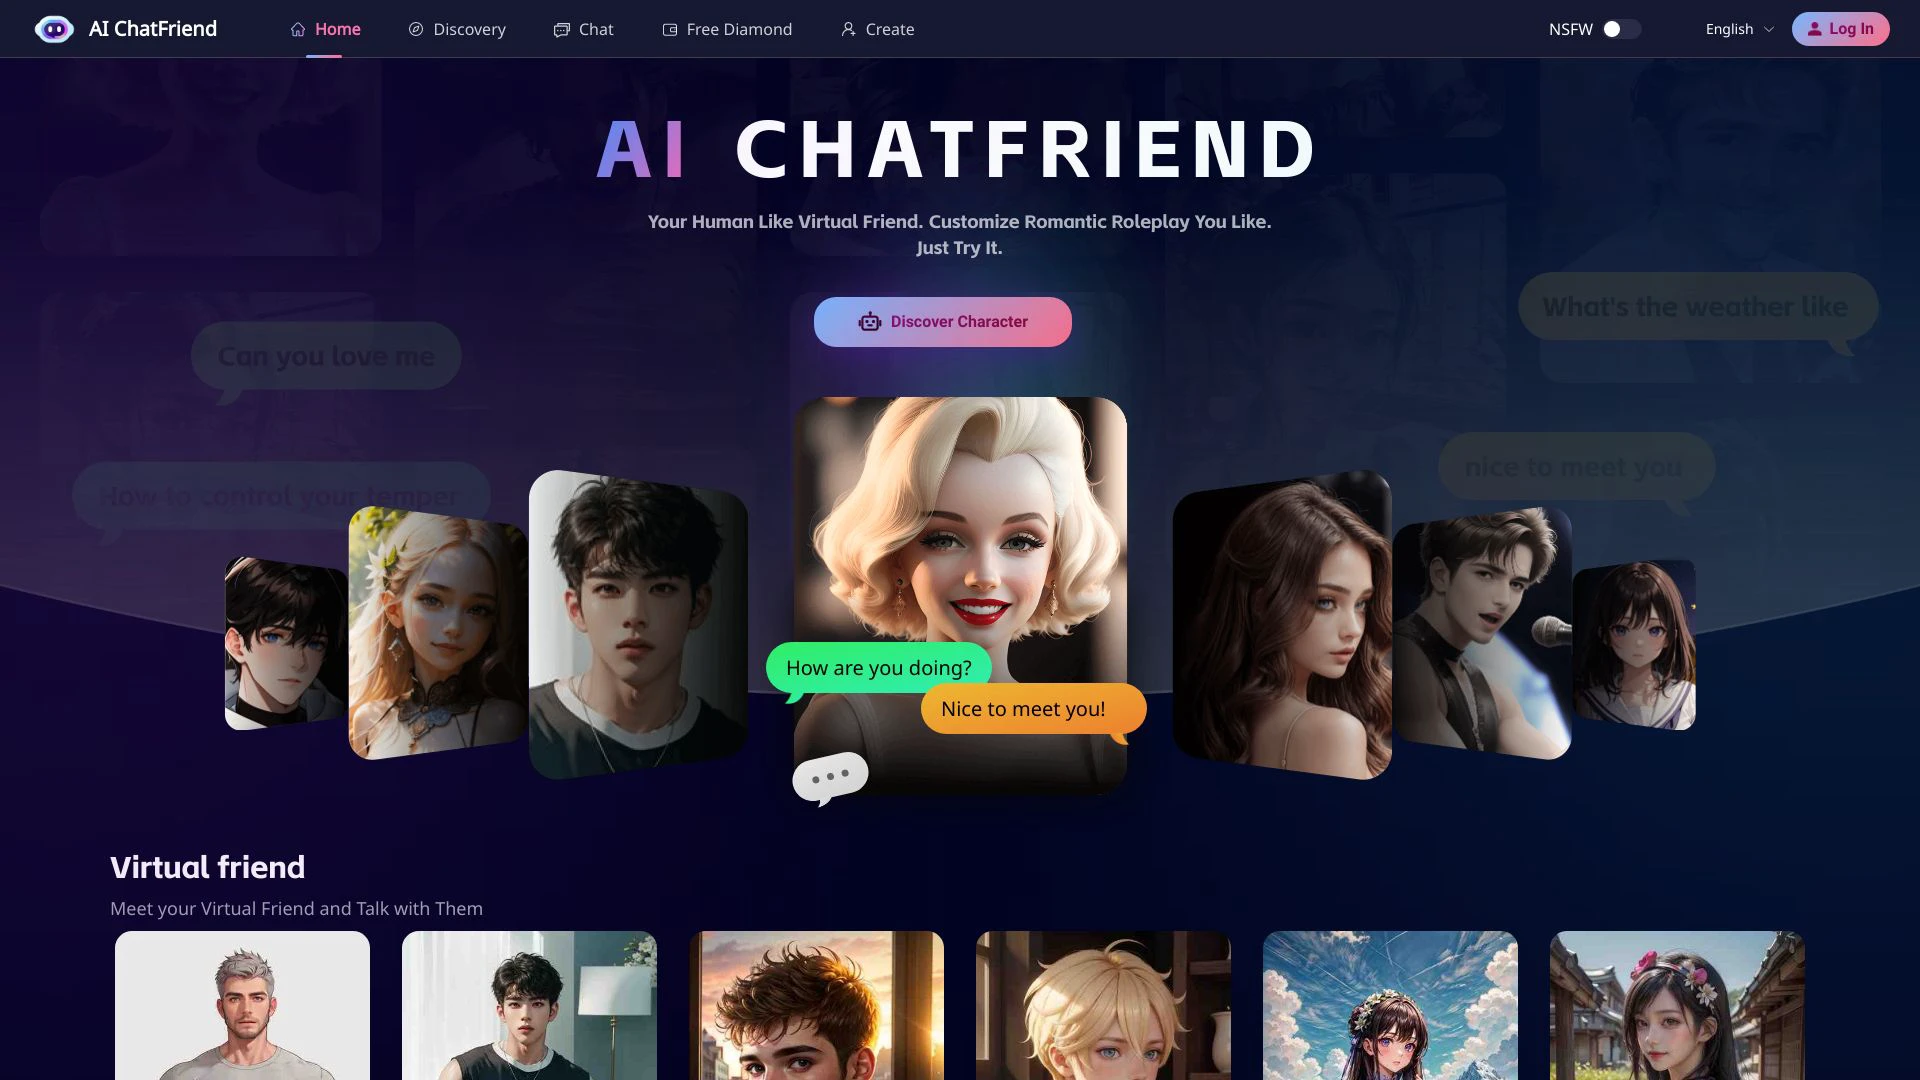 AI ChatFriend
Home
Discovery
Chat
Free Diamond
Create
NSFW
English
Log In
AI CHATFRIEND
Your Human Like Virtual Friend. Customize Romantic Roleplay You Like.
Just Try It.
Discover Character
What's the weather like
Can you love me
nice to meet you
How to control your temper
How are you doing?
Nice to meet you!
Virtual friend
Meet your Virtual Friend and Talk with Them